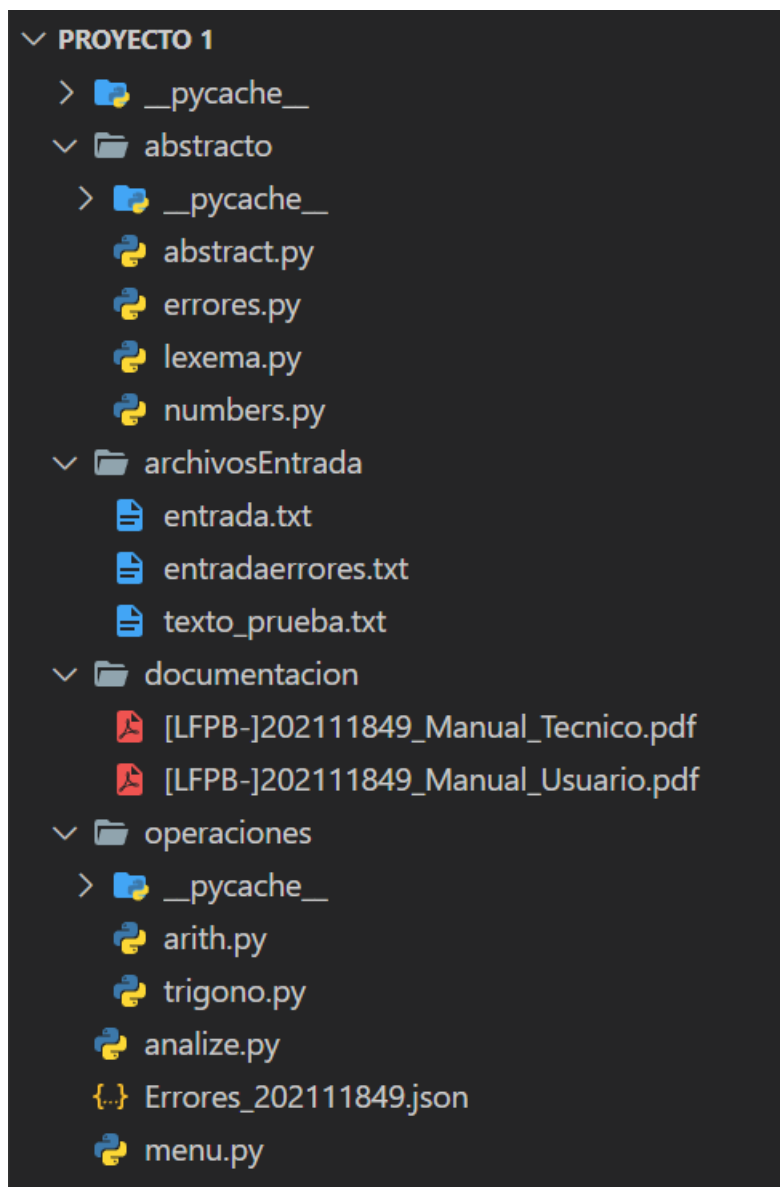 PROYECTO 1
__pycache__
abstracto
__pycache__
abstract.py
errores.py
lexema.py
numbers.py
archivosEntrada
entrada.txt
entradaerrores.txt
texto_prueba.txt
documentacion
[LFPB-]202111849_Manual_Tecnico.pdf
[LFPB-]202111849_Manual_Usuario.pdf
operaciones
__pycache__
arith.py
trigono.py
analize.py
{...} Errores_202111849.json
menu.py